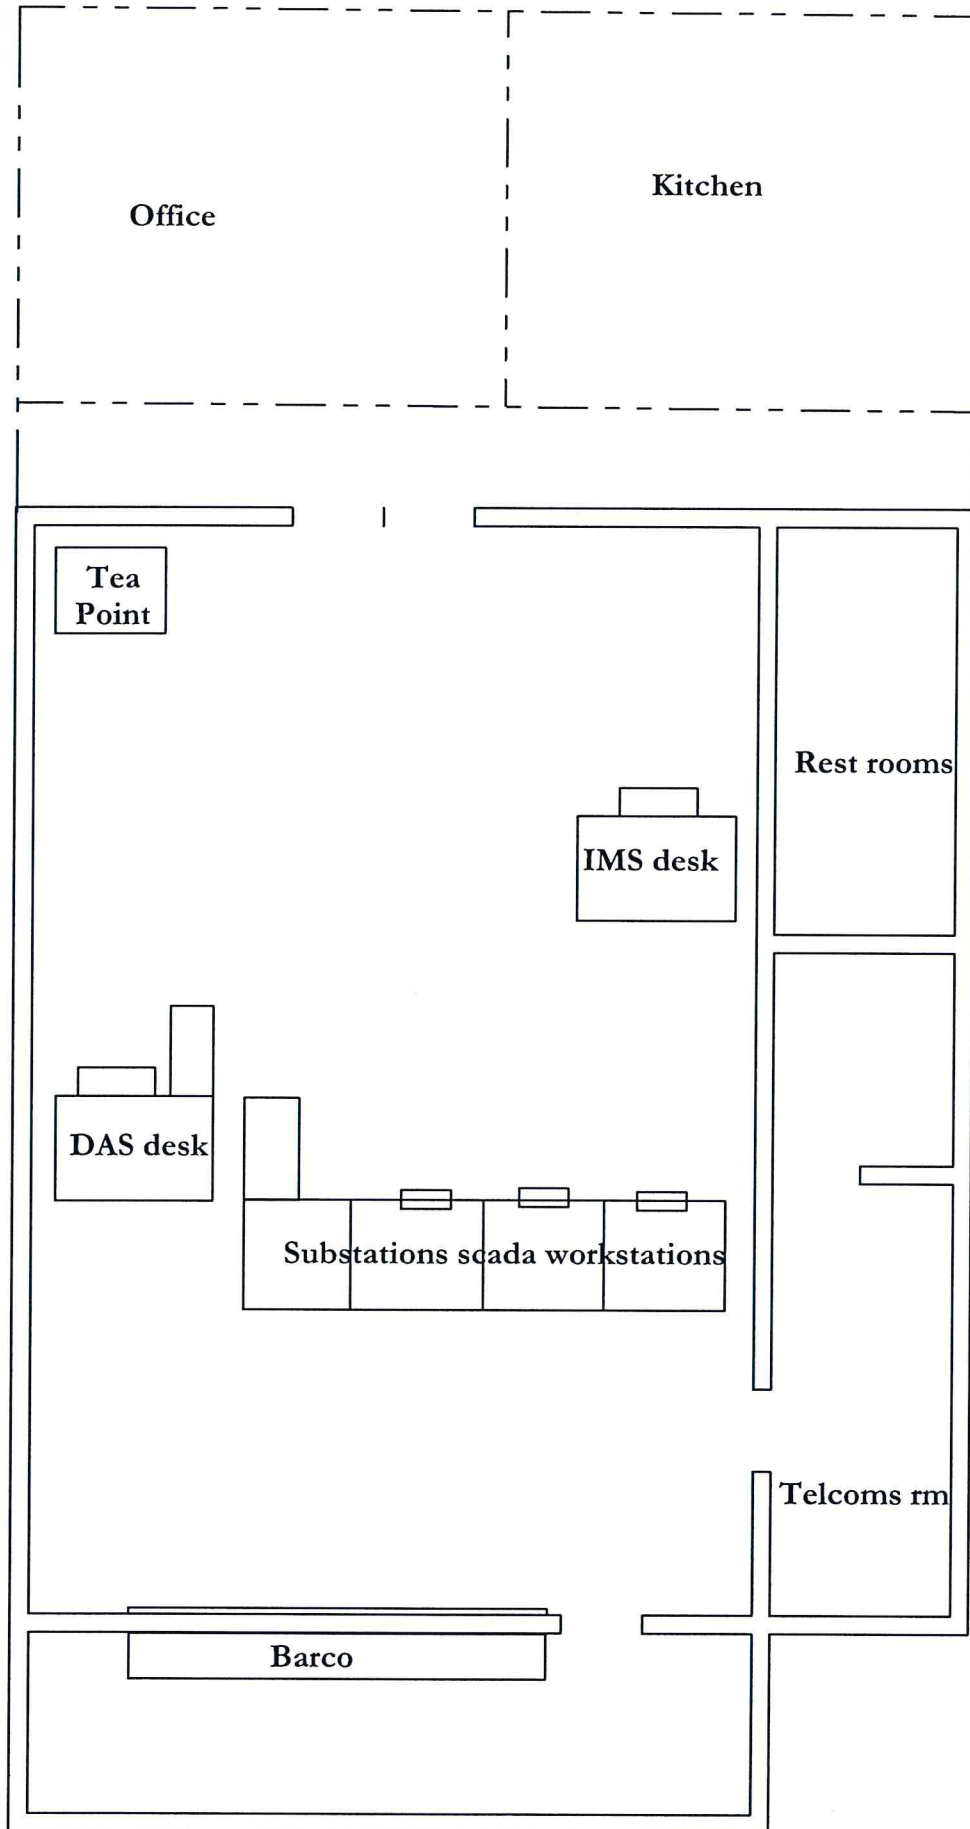 Office
Kitchen
Tea
Point
Rest rooms
IMS desk
DAS desk
Substations scada workstations
Telcoms rm
Barco